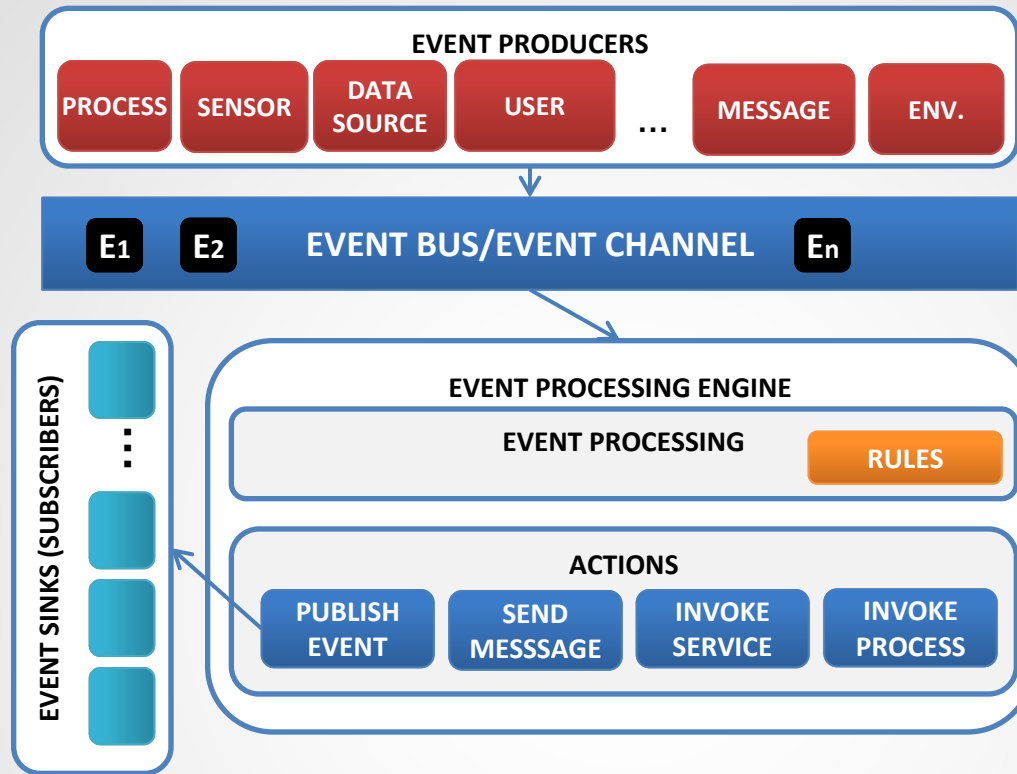 EVENT PRODUCERS
PROCESS
SENSOR
DATA
SOURCE
USER
...
MESSAGE
ENV.
E1
E2
EVENT BUS/EVENT CHANNEL
En
EVENT SINKS (SUBSCRIBERS)
...
EVENT PROCESSING ENGINE
EVENT PROCESSING
RULES
ACTIONS
PUBLISH
EVENT
SEND
MESSSAGE
INVOKE
SERVICE
INVOKE
PROCESS